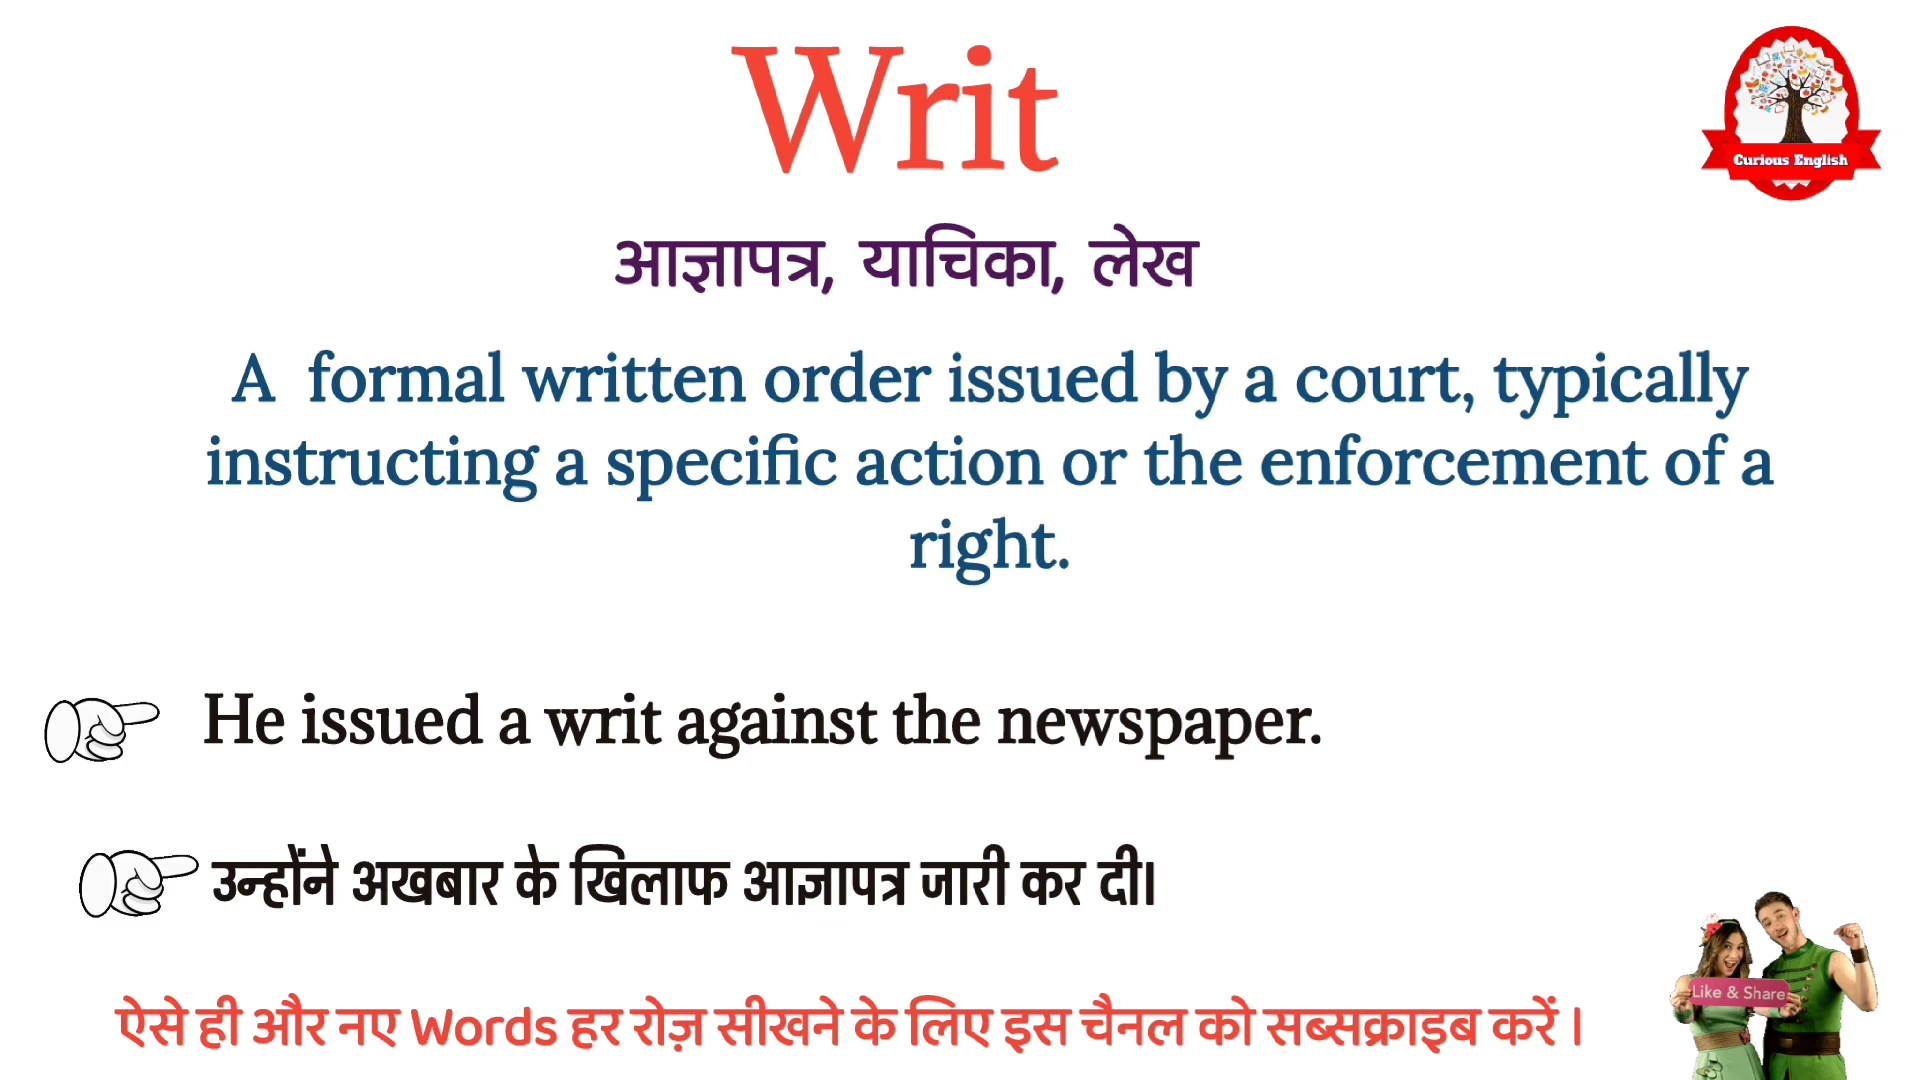 Writ
Curious English
आज्ञापत्र, याचिका, लेख
A formal written order issued by a court, typically
instructing a specific action or the enforcement of a
right.
He issued a writ against the newspaper.
उन्होंने अखबार के खिलाफ आज्ञापत्र जारी कर दी।
Like & Share
ऐसे ही और नए Words हर रोज़ सीखने के लिए इस चैनल को सब्सक्राइब करें ।